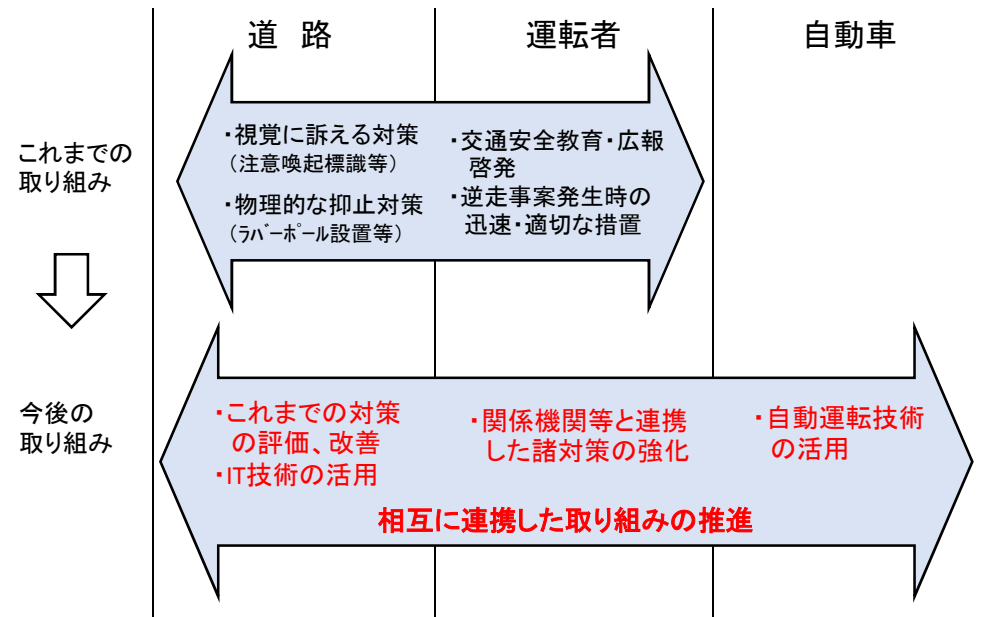 道 路
運転者
自動車
これまでの
取り組み
・視覚に訴える対策
（注意喚起標識等）
・物理的な抑止対策
（ﾗﾊﾞｰﾎﾟｰﾙ設置等）
・交通安全教育・広報
啓発
・逆走事案発生時の
迅速・適切な措置
今後の
取り組み
・これまでの対策
の評価、改善
・IT技術の活用
・関係機関等と連携
した諸対策の強化
・自動運転技術
の活用
相互に連携した取り組みの推進